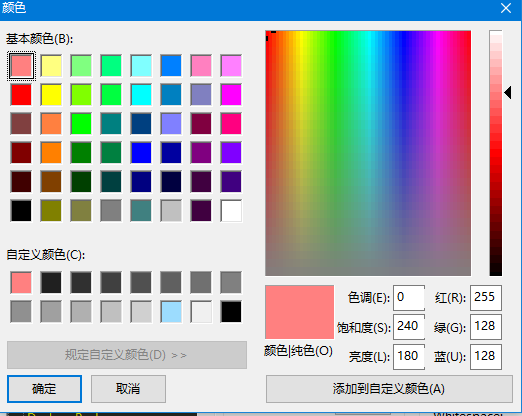 颜色
基本颜色(B):
自定义颜色(C):
规定自定义颜色(D) >>
确定
取消
颜色|纯色(O)
色调(E): 0
饱和度(S): 240
亮度(L): 180
红(R): 255
绿(G): 128
蓝(U): 128
添加到自定义颜色(A)